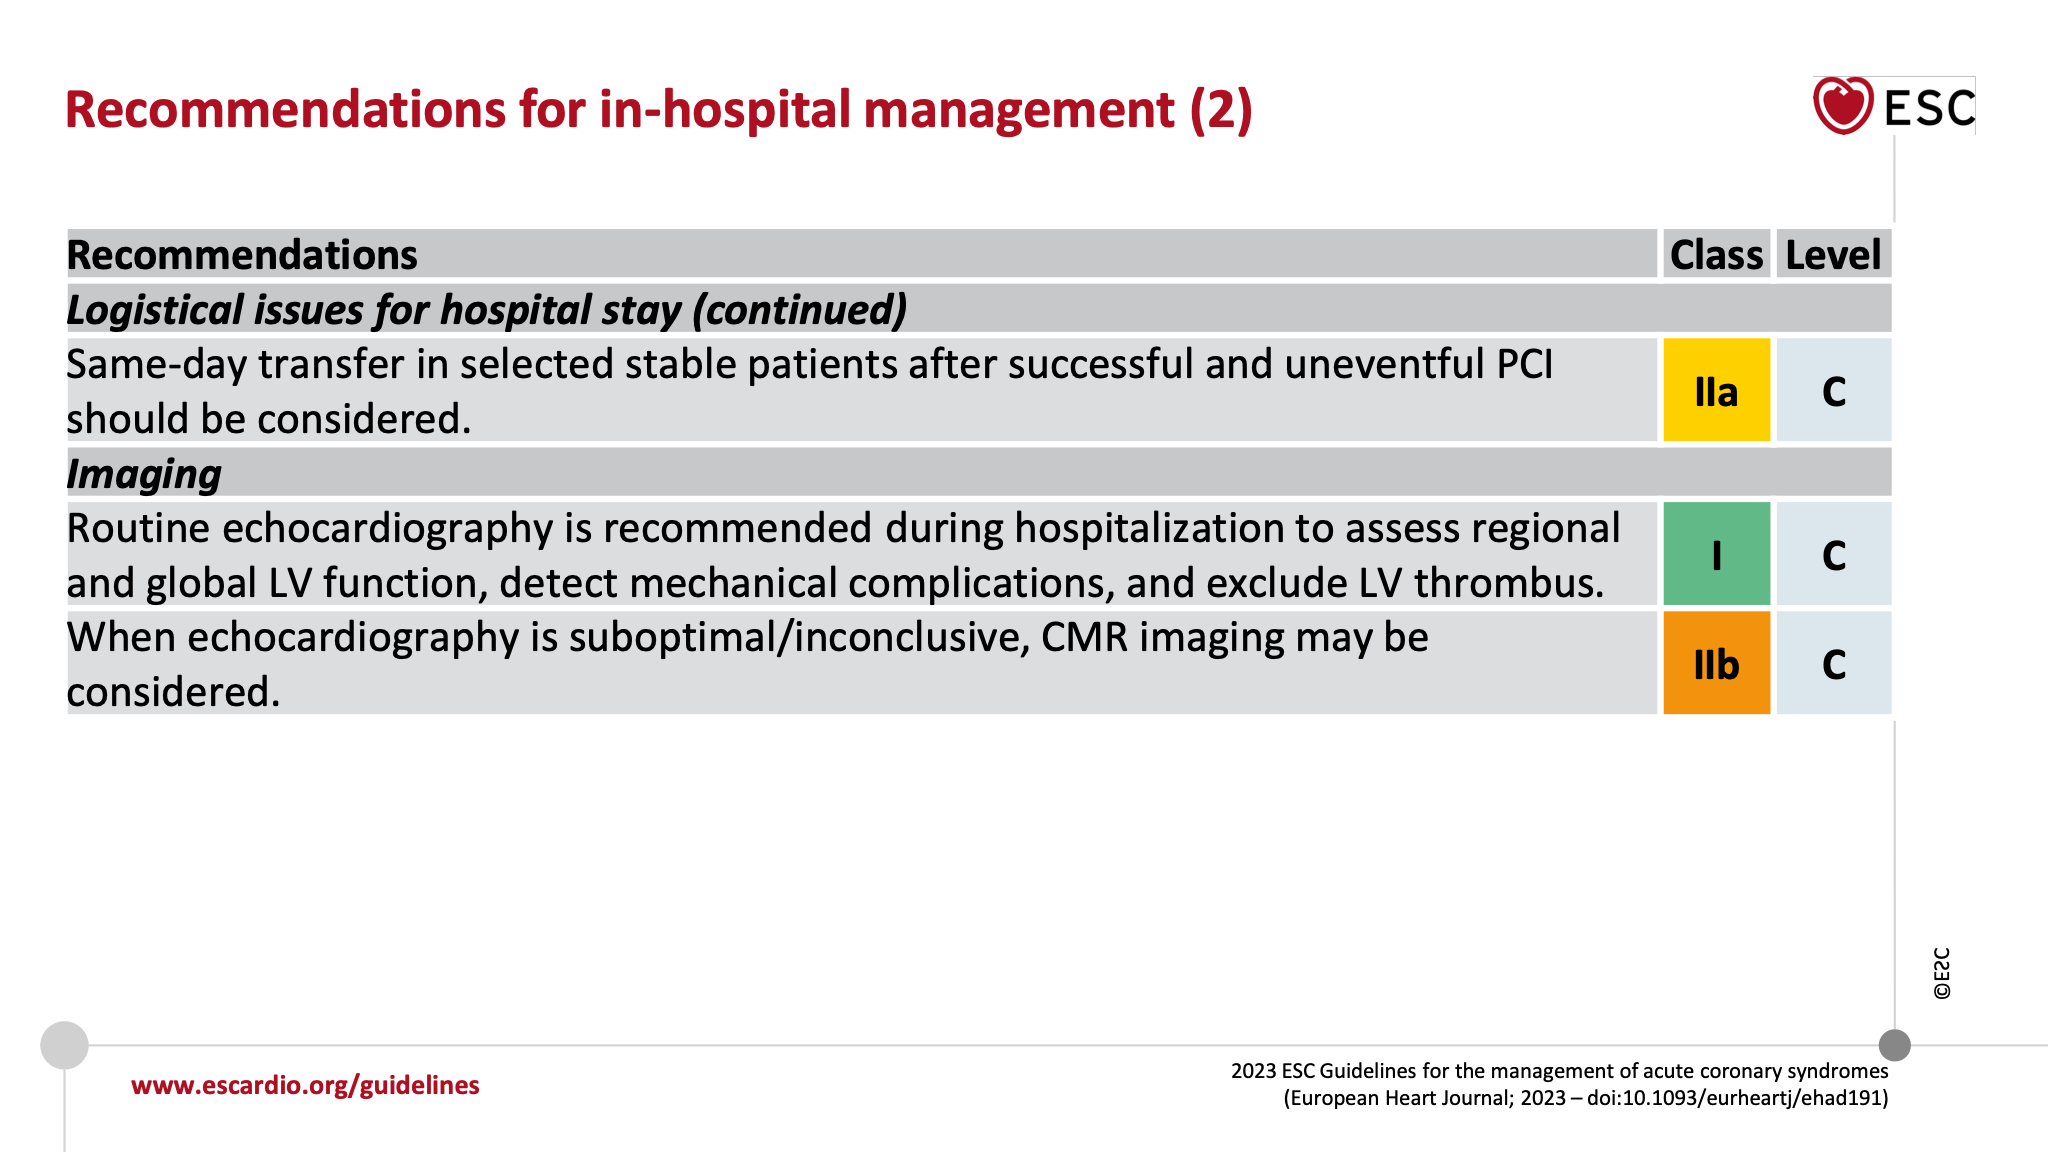 Recommendations for in-hospital management (2)
ESC
Recommendations Class Level
Logistical issues for hospital stay (continued)
Same-day transfer in selected stable patients after successful and uneventful PCI
should be considered.
IIa C
Imaging
Routine echocardiography is recommended during hospitalization to assess regional
and global LV function, detect mechanical complications, and exclude LV thrombus.
I C
When echocardiography is suboptimal/inconclusive, CMR imaging may be
considered.
IIb C
©ESC
www.escardio.org/guidelines
2023 ESC Guidelines for the management of acute coronary syndromes
(European Heart Journal; 2023 – doi:10.1093/eurheartj/ehad191)